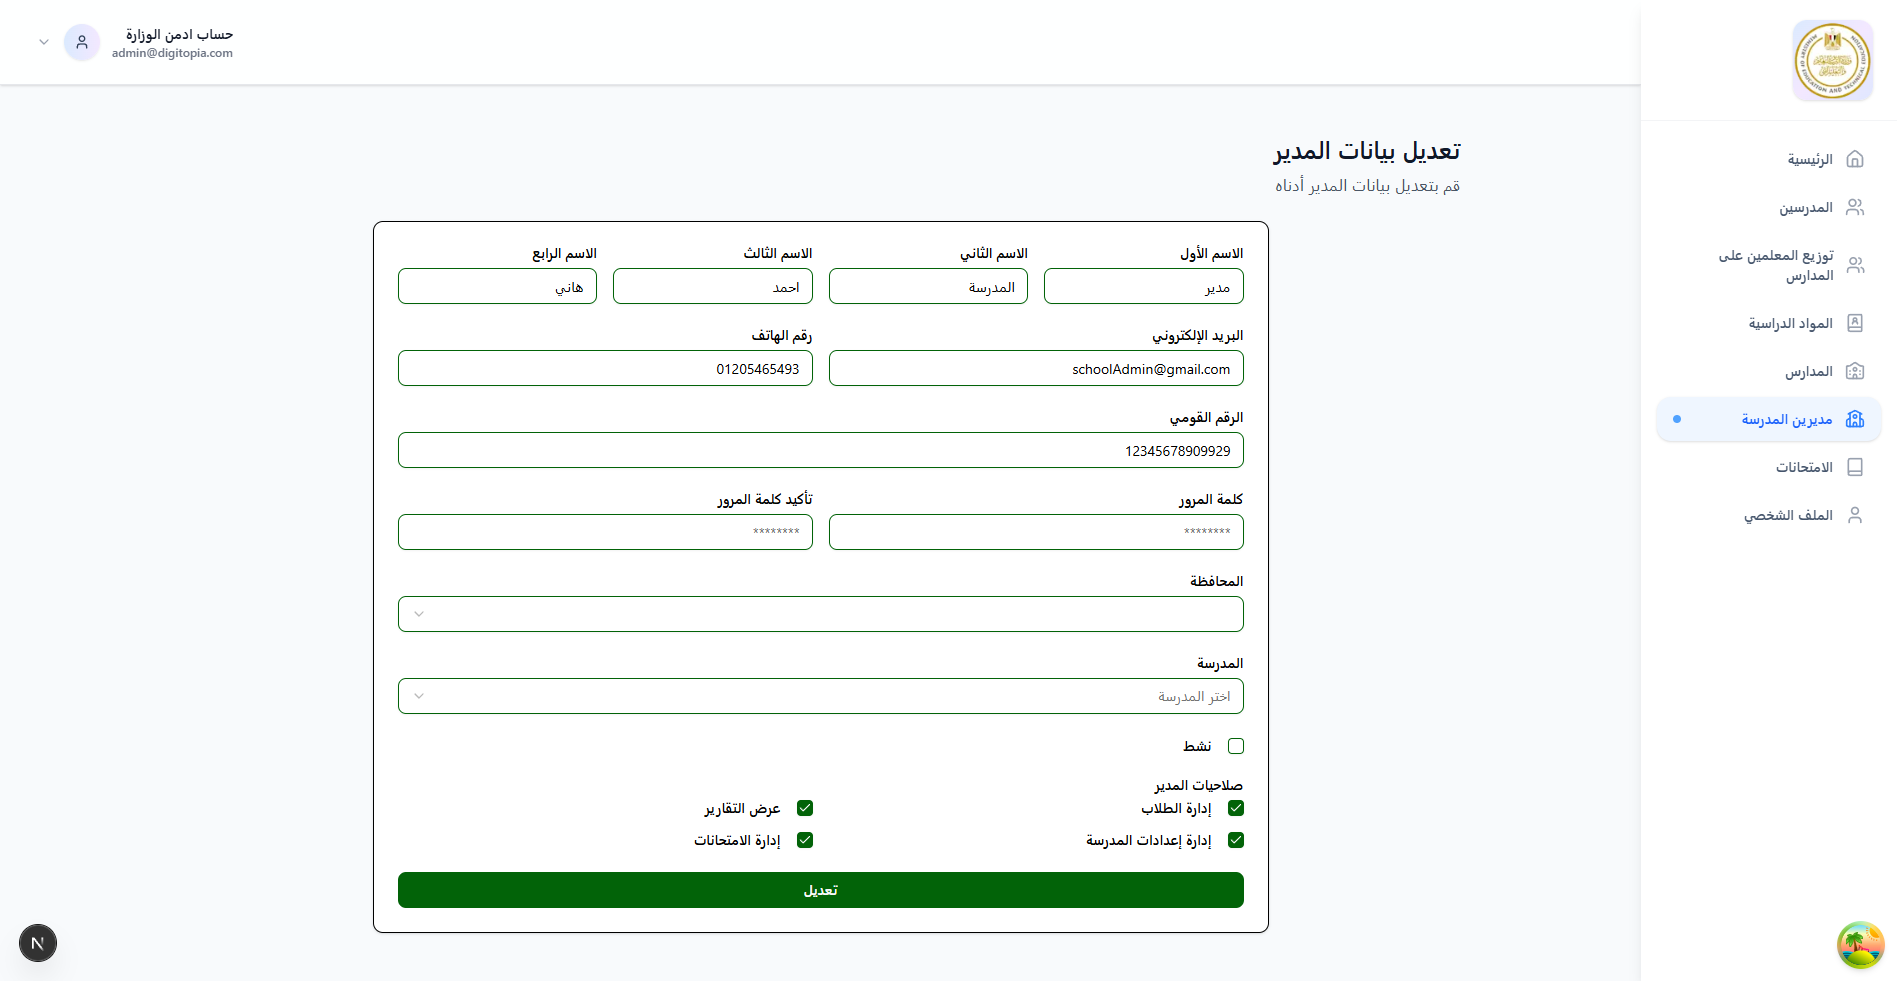 حساب ادمن الوزارة
admin@digitopia.com
الرئيسية
المدرسين
توزيع المعلمين على
المدارس
المواد الدراسية
المدارس
مديرين المدرسة
الامتحانات
الملف الشخصي
تعديل بيانات المدير
قم بتعديل بيانات المدير أدناه
الاسم الأول
الاسم الثاني
الاسم الثالث
الاسم الرابع
مدير
المدرسة
احمد
هاني
البريد الإلكتروني
رقم الهاتف
schoolAdmin@gmail.com
01205465493
الرقم القومي
12345678909929
كلمة المرور
تأكيد كلمة المرور
********
********
المحافظة
المدرسة
اختر المدرسة
نشط
صلاحيات المدير
إدارة الطلاب
عرض التقارير
إدارة إعدادات المدرسة
إدارة الامتحانات
تعديل
N